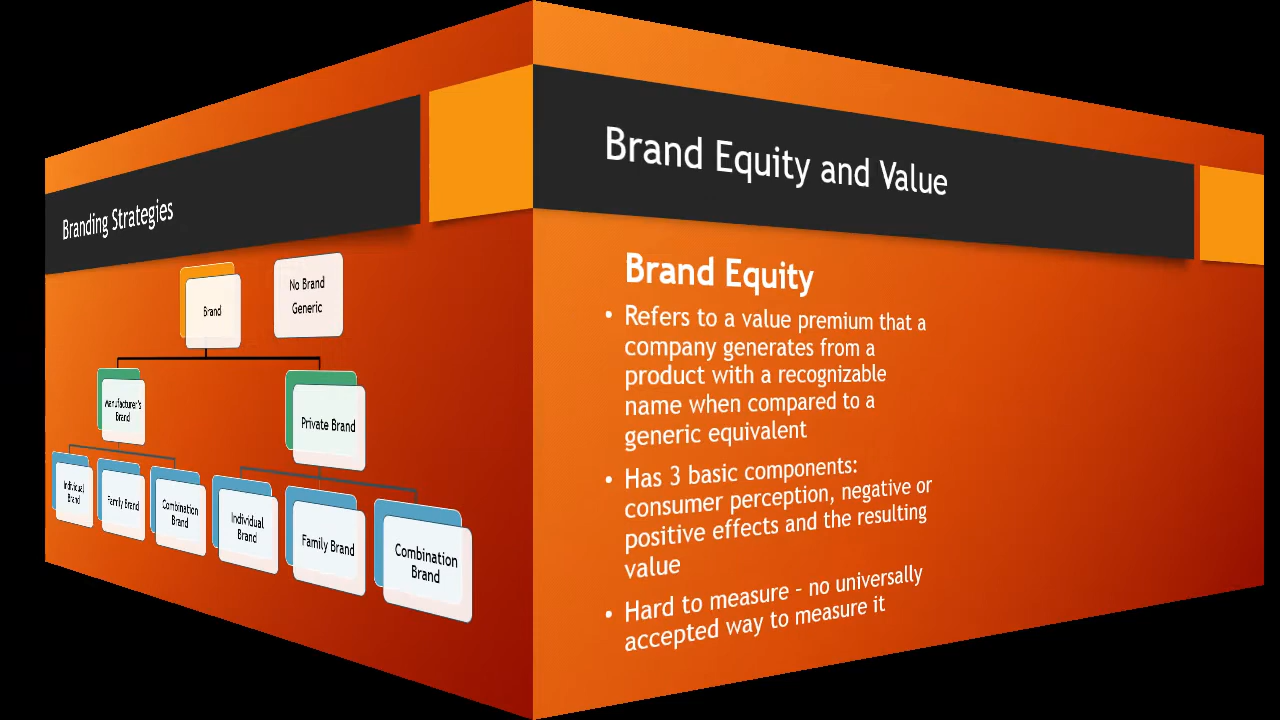 Branding Strategies
Brand
No Brand
Generic
Manufacturer's
Brand
Private Brand
Individual
Brand
Family Brand
Combination
Brand
Individual
Brand
Family Brand
Combination
Brand
Brand Equity and Value
Brand Equity
• Refers to a value premium that a
company generates from a
product with a recognizable
name when compared to a
generic equivalent
• Has 3 basic components:
consumer perception, negative or
positive effects and the resulting
value
• Hard to measure – no universally
accepted way to measure it